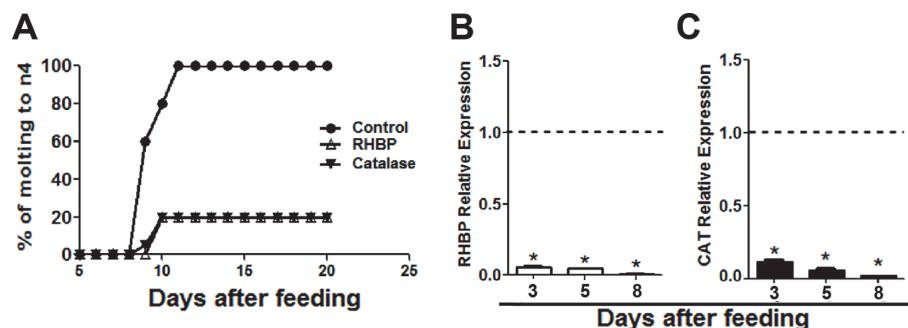 A
% of molting to n4
100
80
60
40
20
0
5
10
15
20
25
Days after feeding
Control
RHBP
Catalase
B
RHBP Relative Expression
1.5
1.0
0.5
0.0
*
*
*
3
5
8
C
CAT Relative Expression
1.5
1.0
0.5
0.0
*
*
*
3
5
8
Days after feeding